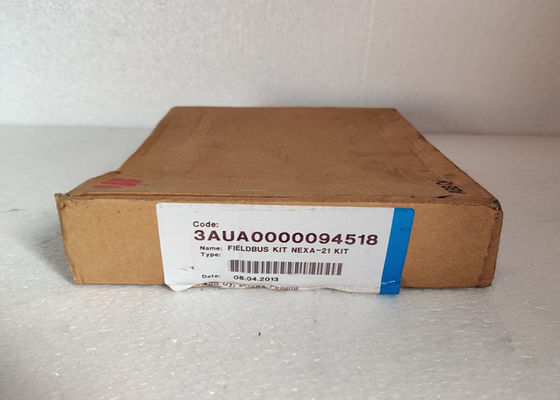 Code:
3AUA0000094518
Name: FIELDBUS KIT NEXA-21 KIT
Type:
Date: 08.04.2013